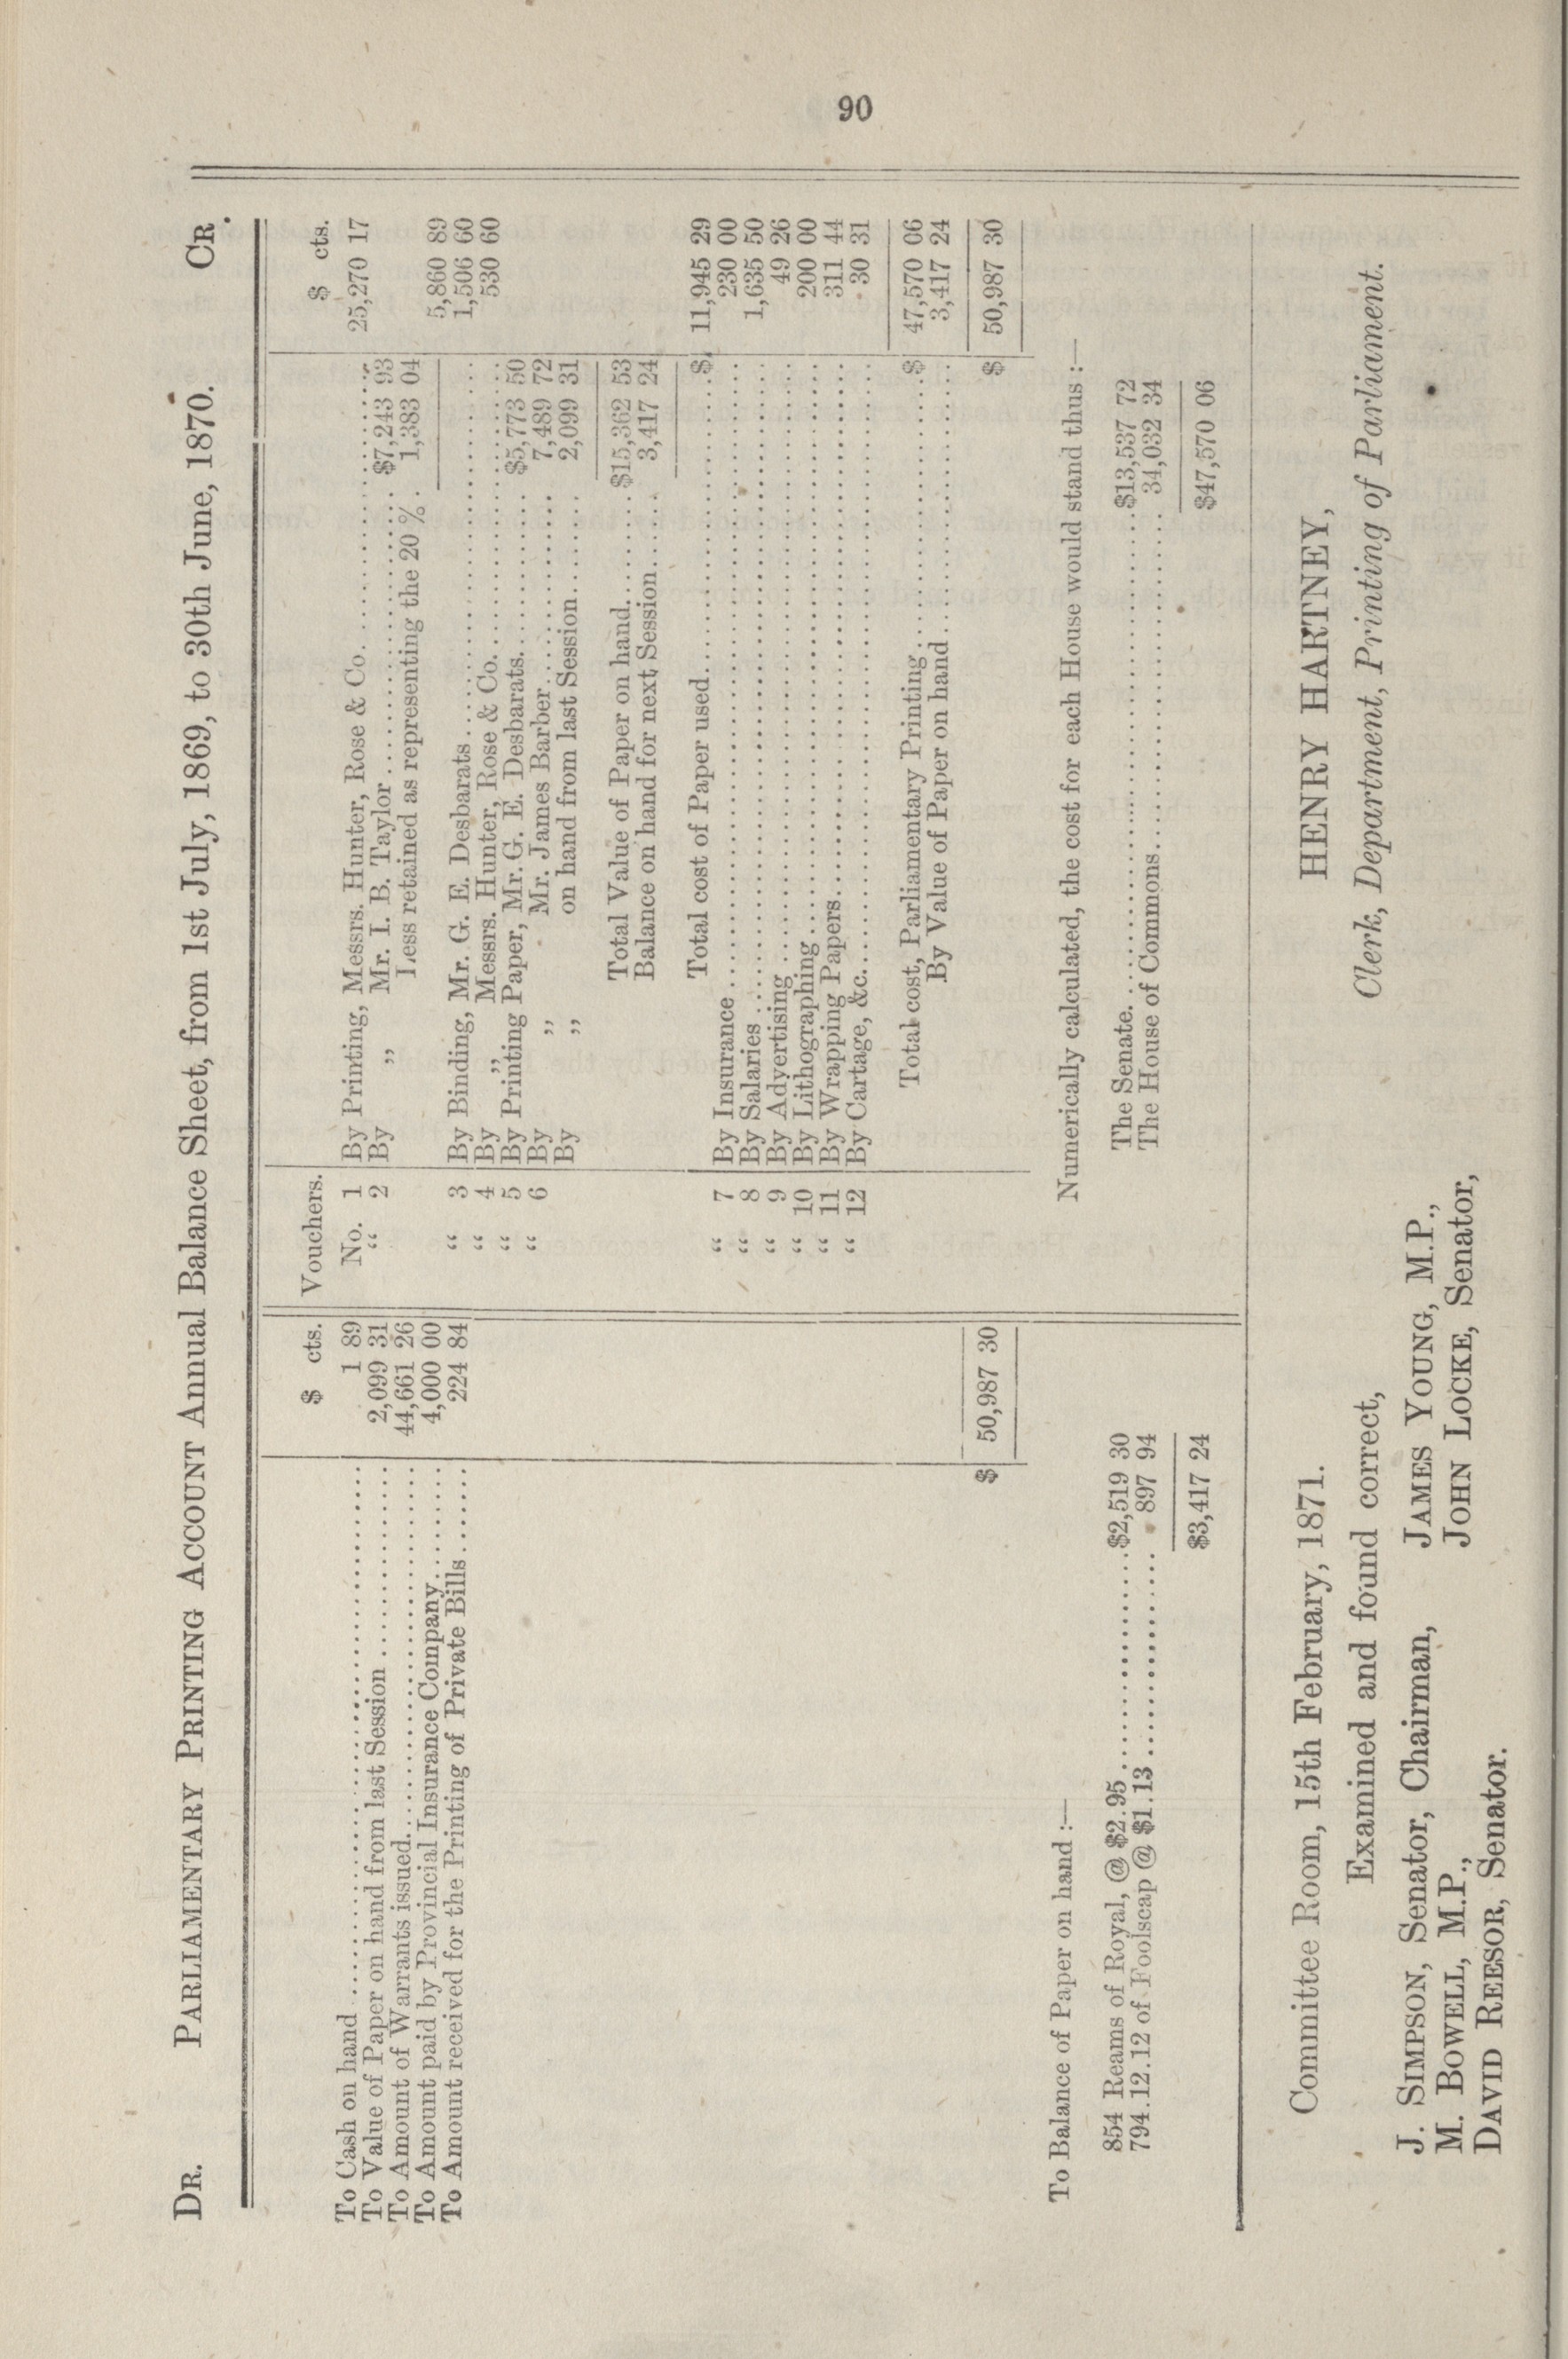 90
DR. PARLIAMENTARY PRINTING ACCOUNT Annual Balance Sheet, from 1st July, 1869, to 30th June, 1870. CR
$ cts.
To Cash on hand .......... 1 89
To Value of Paper on hand from last Session .......... 2,099 31
To Amount of Warrants issued .......... 44,661 26
To Amount paid by Provincial Insurance Company .......... 4,000 00
To Amount received for the Printing of Private Bills .......... 224 84
$ 50,987 30
To Balance of Paper on hand :—
854 Reams of Royal, @ $2.95 .......... $2,519 30
794.12.12 of Foolscap @ $1.13 .......... 897 94
$3,417 24
Vouchers. $ cts.
No. 1 By Printing, Messrs. Hunter, Rose & Co. .......... 25,270 17
“ 2 By ,, Mr. I. B. Taylor .......... $7,243 93
Less retained as representing the 20 % . 1,383 04
5,860 89
“ 3 By Binding, Mr. G. E. Desbarats .......... 1,506 60
“ 4 By ,, Messrs. Hunter, Rose & Co. .......... 530 60
“ 5 By Printing Paper, Mr. G. E. Desbarats. .......... $5,773 50
“ 6 By ,, Mr. James Barber .......... 7,489 72
By ,, on hand from last Session .......... 2,099 31
Total Value of Paper on hand .......... $15,362 53
Balance on hand for next Session .......... 3,417 24
Total cost of Paper used .......... $ 11,945 29
“ 7 By Insurance .......... 230 00
“ 8 By Salaries .......... 1,635 50
“ 9 By Advertising .......... 49 26
“ 10 By Lithographing .......... 200 00
“ 11 By Wrapping Papers .......... 311 44
“ 12 By Cartage, &c. .......... 30 31
Total cost, Parliamentary Printing .......... $ 47,570 06
By Value of Paper on hand .......... 3,417 24
$ 50,987 30
Numerically calculated, the cost for each House would stand thus :—
The Senate. .......... $13,537 72
The House of Commons .......... 34,032 34
$47,570 06
Committee Room, 15th February, 1871.
Examined and found correct,
J. SIMPSON, Senator, Chairman, JAMES YOUNG, M.P.,
M. BOWELL, M.P., JOHN LOCKE, Senator,
DAVID REESOR, Senator.
HENRY HARTNEY,
Clerk, Department, Printing of Parliament.